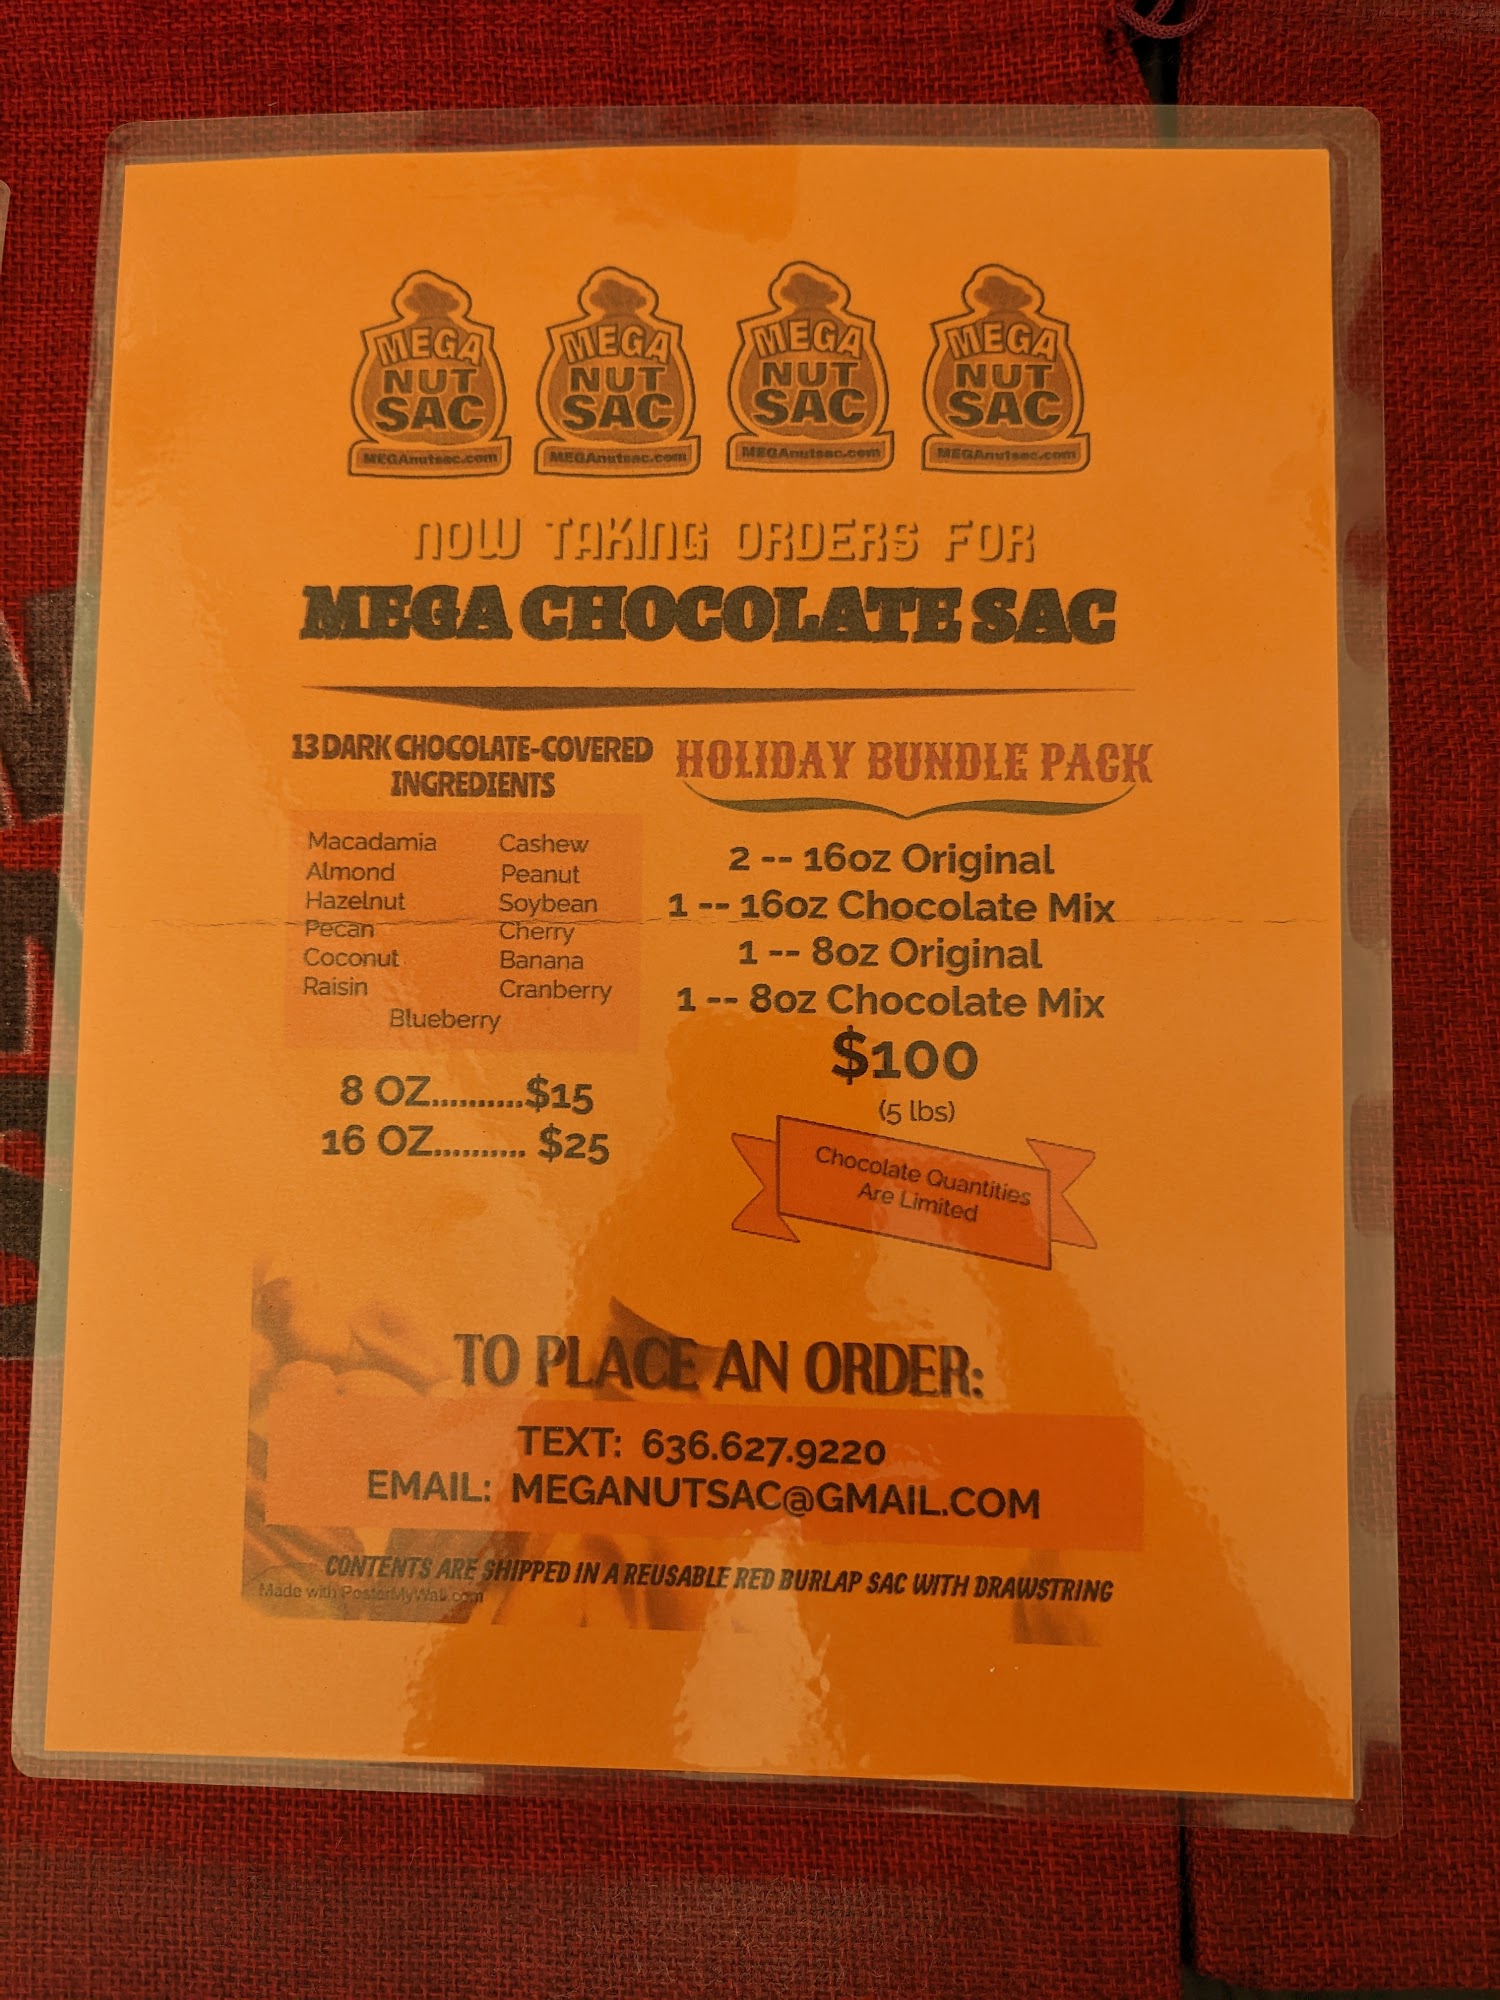 MEGA NUT SAC MEGAnutsac.com
MEGA NUT SAC MEGAnutsac.com
MEGA NUT SAC MEGAnutsac.com
MEGA NUT SAC MEGAnutsac.com
NOW TAKING ORDERS FOR
MEGA CHOCOLATE SAC
13 DARK CHOCOLATE-COVERED
INGREDIENTS
Macadamia Cashew
Almond Peanut
Hazelnut Soybean
Pecan Cherry
Coconut Banana
Raisin Cranberry
Blueberry
8 OZ..........$15
16 OZ.......... $25
HOLIDAY BUNDLE PACK
2 -- 16oz Original
1 -- 16oz Chocolate Mix
1 -- 8oz Original
1 -- 8oz Chocolate Mix
$100
(5 lbs)
Chocolate Quantities
Are Limited
TO PLACE AN ORDER:
TEXT: 636.627.9220
EMAIL: MEGANUTSAC@GMAIL.COM
CONTENTS ARE SHIPPED IN A REUSABLE RED BURLAP SAC WITH DRAWSTRING
Made with PosterMyWall.com